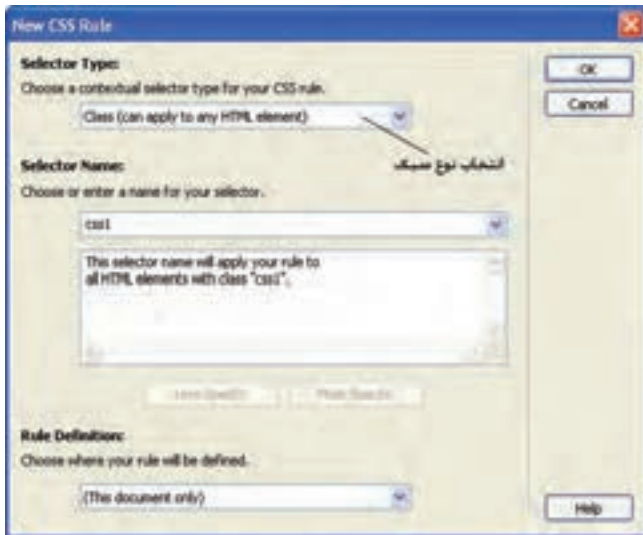 New CSS Rule
Selector Type:
Choose a contextual selector type for your CSS rule.
Class (can apply to any HTML element)
انتخاب نوع سبک
Selector Name:
Choose or enter a name for your selector.
css1
This selector name will apply your rule to
all HTML elements with class "css1".
Less Specific
More Specific
Rule Definition:
Choose where your rule will be defined.
(This document only)
OK
Cancel
Help